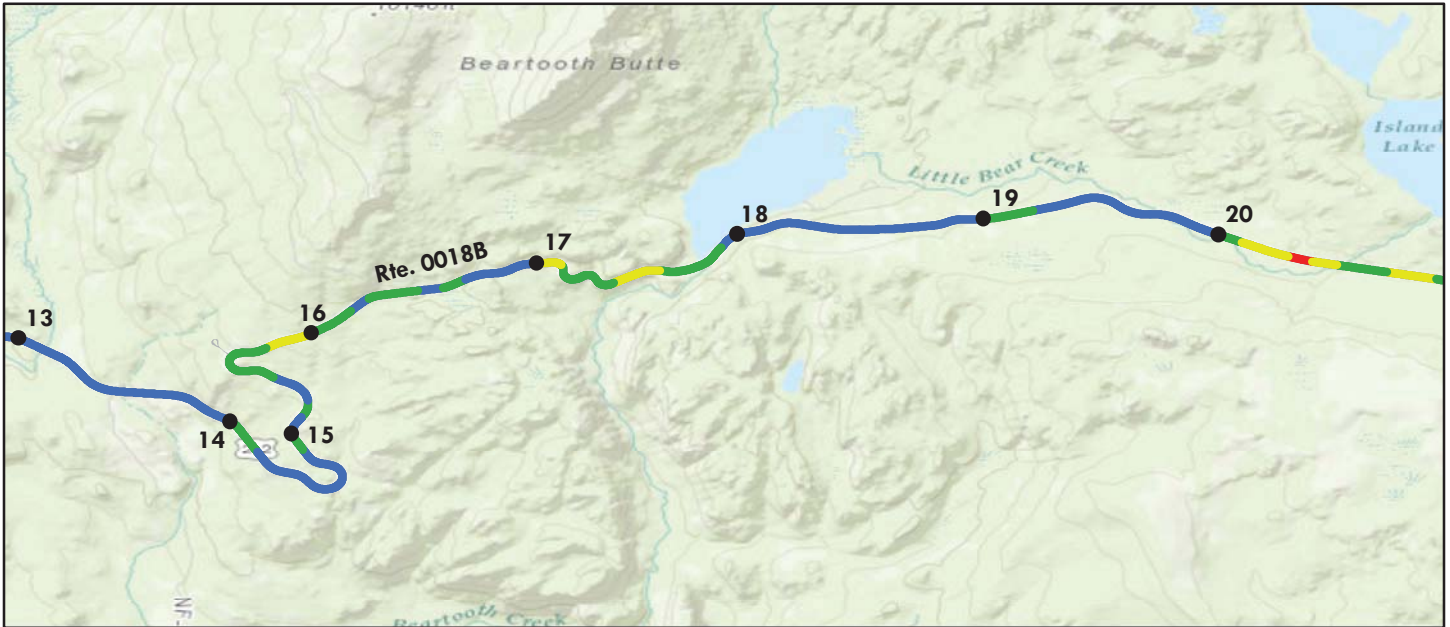 Beartooth Butte
Island
Lake
Little Bear Creek
19
18
20
17
Rte. 0018B
16
13
14
15
NF-
Beartooth Creek